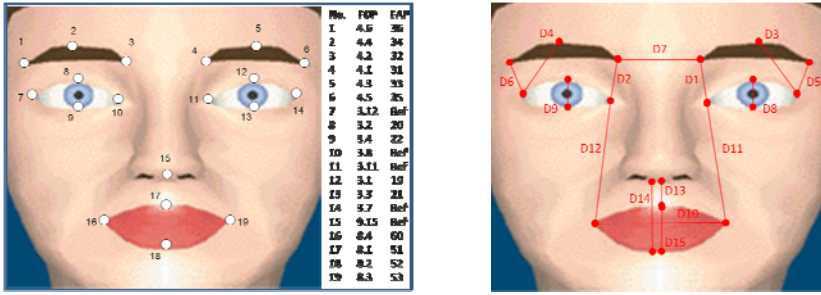 No. FDP FAP
1 4.6 36
2 4.4 34
3 4.2 32
4 4.1 31
5 4.3 33
6 4.5 35
7 3.12 Ref
8 3.2 20
9 3.4 22
10 3.8 Ref
11 3.11 Ref
12 3.1 19
13 3.3 21
14 3.7 Ref
15 9.15 Ref
16 8.4 60
17 8.1 51
18 8.2 52
19 8.3 53
1
2
3
4
5
6
7
8
9
10
11
12
13
14
15
16
17
18
19
D4
D3
D7
D6
D2
D1
D5
D9
D8
D12
D11
D14
D13
D10
D15